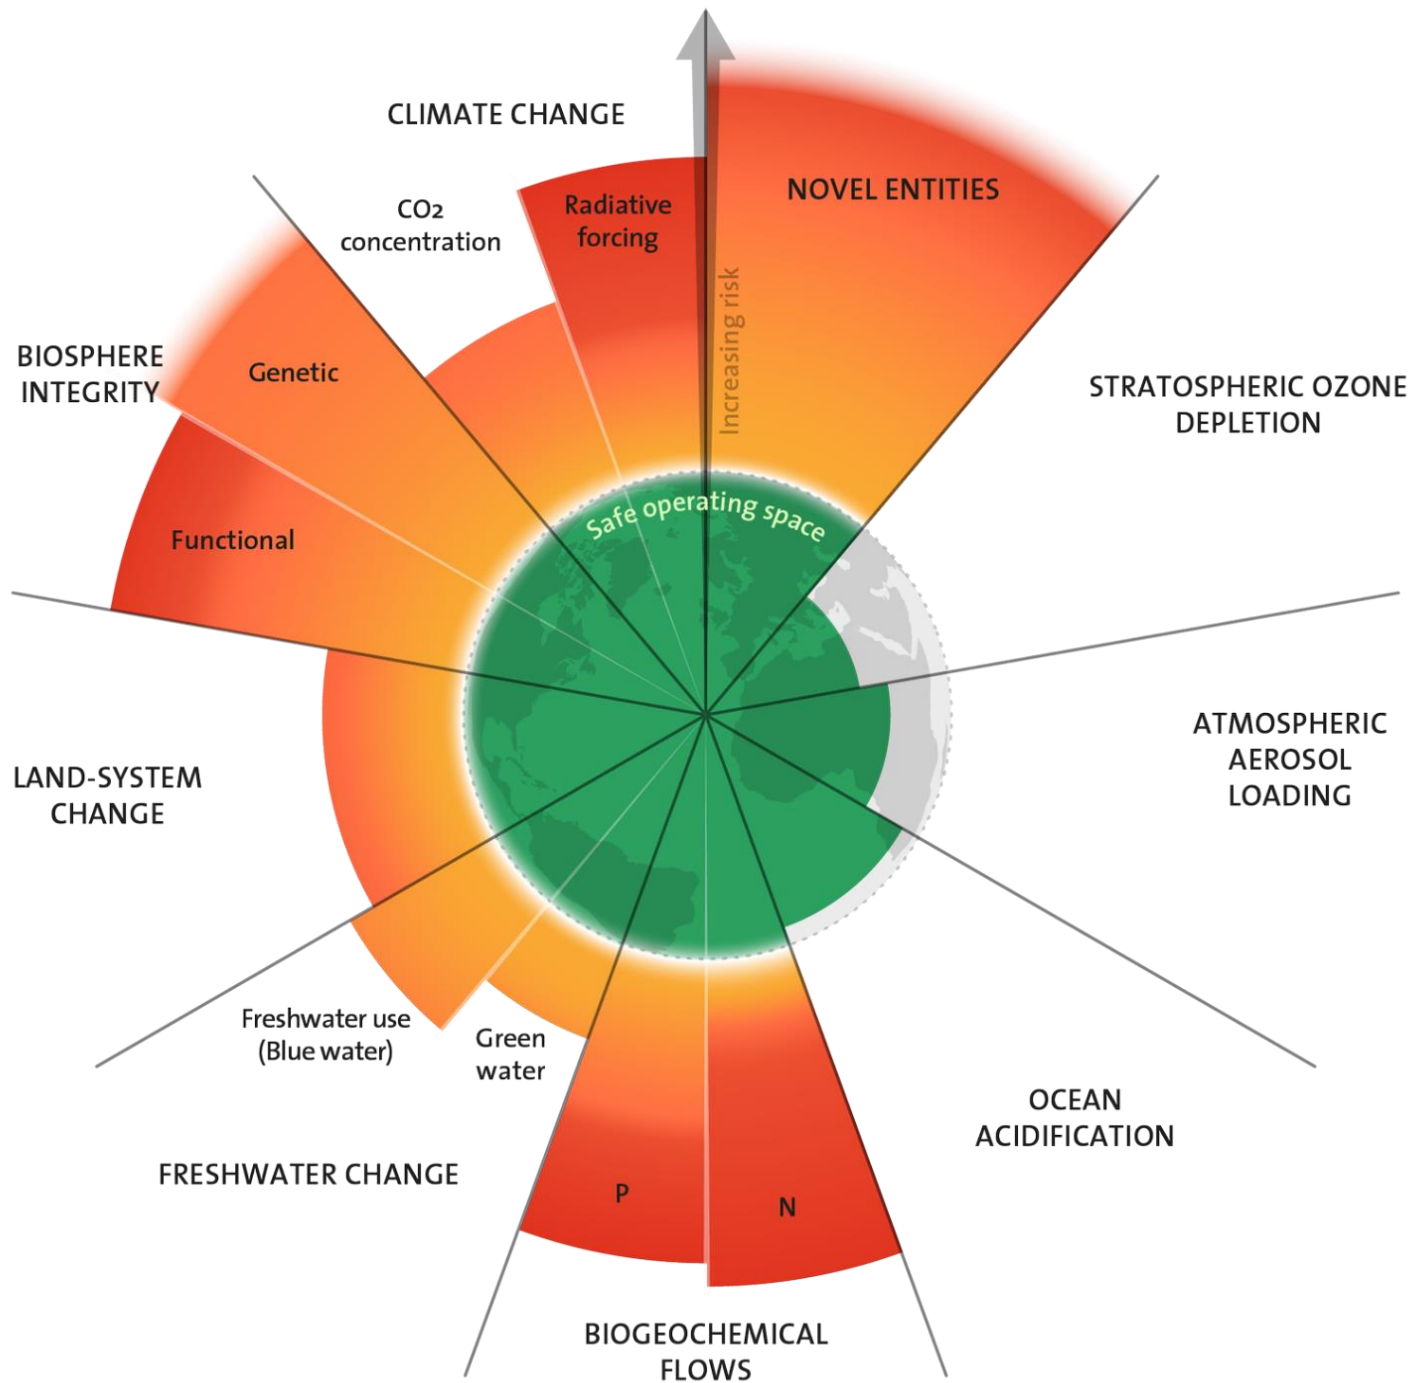 CLIMATE CHANGE
CO2
concentration
Radiative
forcing
NOVEL ENTITIES
Increasing risk
BIOSPHERE
INTEGRITY
Genetic
Functional
STRATOSPHERIC OZONE
DEPLETION
Safe operating space
LAND-SYSTEM
CHANGE
ATMOSPHERIC
AEROSOL
LOADING
Freshwater use
(Blue water)
Green
water
FRESHWATER CHANGE
P
N
OCEAN
ACIDIFICATION
BIOGEOCHEMICAL
FLOWS